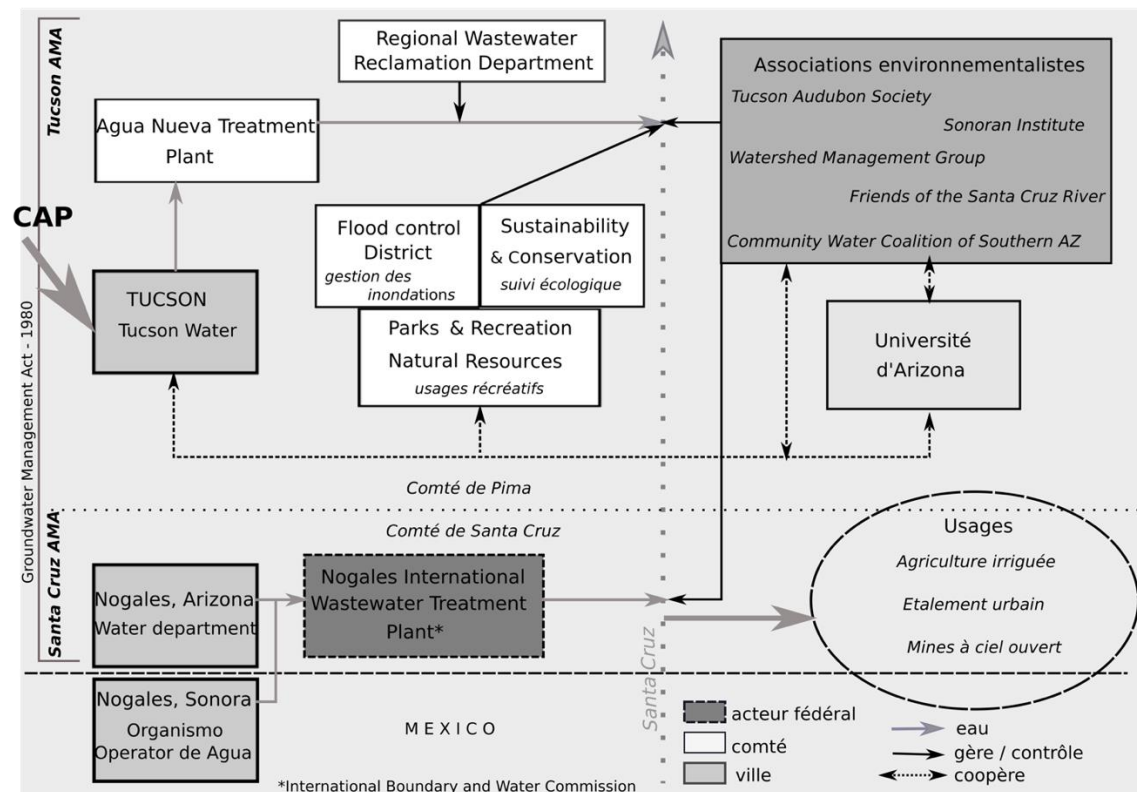 Tucson AMA
Regional Wastewater
Reclamation Department
Agua Nueva Treatment
Plant
Associations environnementalistes
Tucson Audubon Society
Sonoran Institute
Watershed Management Group
Friends of the Santa Cruz River
Community Water Coalition of Southern AZ
CAP
Flood control
District
gestion des
inondations
Sustainability
& Conservation
suivi écologique
TUCSON
Tucson Water
Parks & Recreation
Natural Resources
usages récréatifs
Université
d'Arizona
Groundwater Management Act - 1980
Comté de Pima
Comté de Santa Cruz
Santa Cruz AMA
Nogales, Arizona
Water department
Nogales International
Wastewater Treatment
Plant*
Usages
Agriculture irriguée
Etalement urbain
Mines à ciel ouvert
Nogales, Sonora
Organismo
Operator de Agua
MEXICO
Santa Cruz
acteur fédéral
comté
ville
eau
gère / contrôle
coopère
*International Boundary and Water Commission